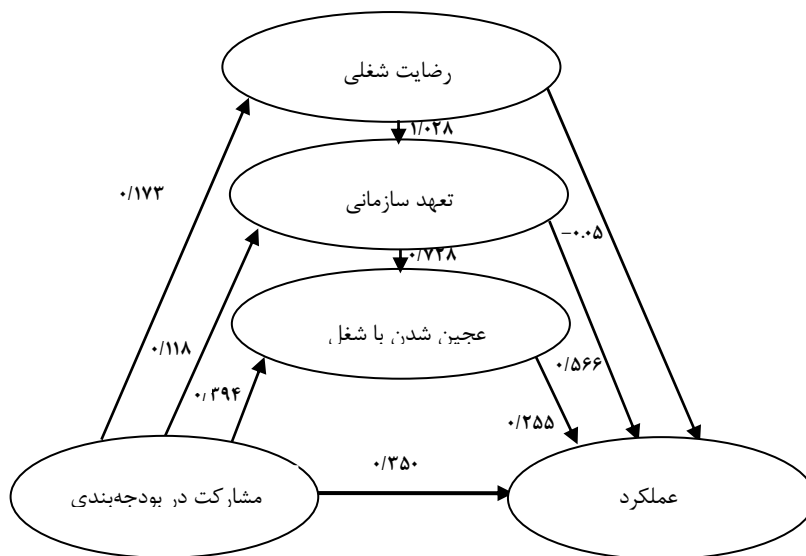 رضایت شغلی
۱/۰۲۸
۰/۱۷۳
تعهد سازمانی
-۰.۰۵
۰/۷۲۸
عجین شدن با شغل
۰/۱۱۸
۰/۵۶۶
۰/۳۹۴
۰/۲۵۵
۰/۳۵۰
مشارکت در بودجه‌بندی
عملکرد